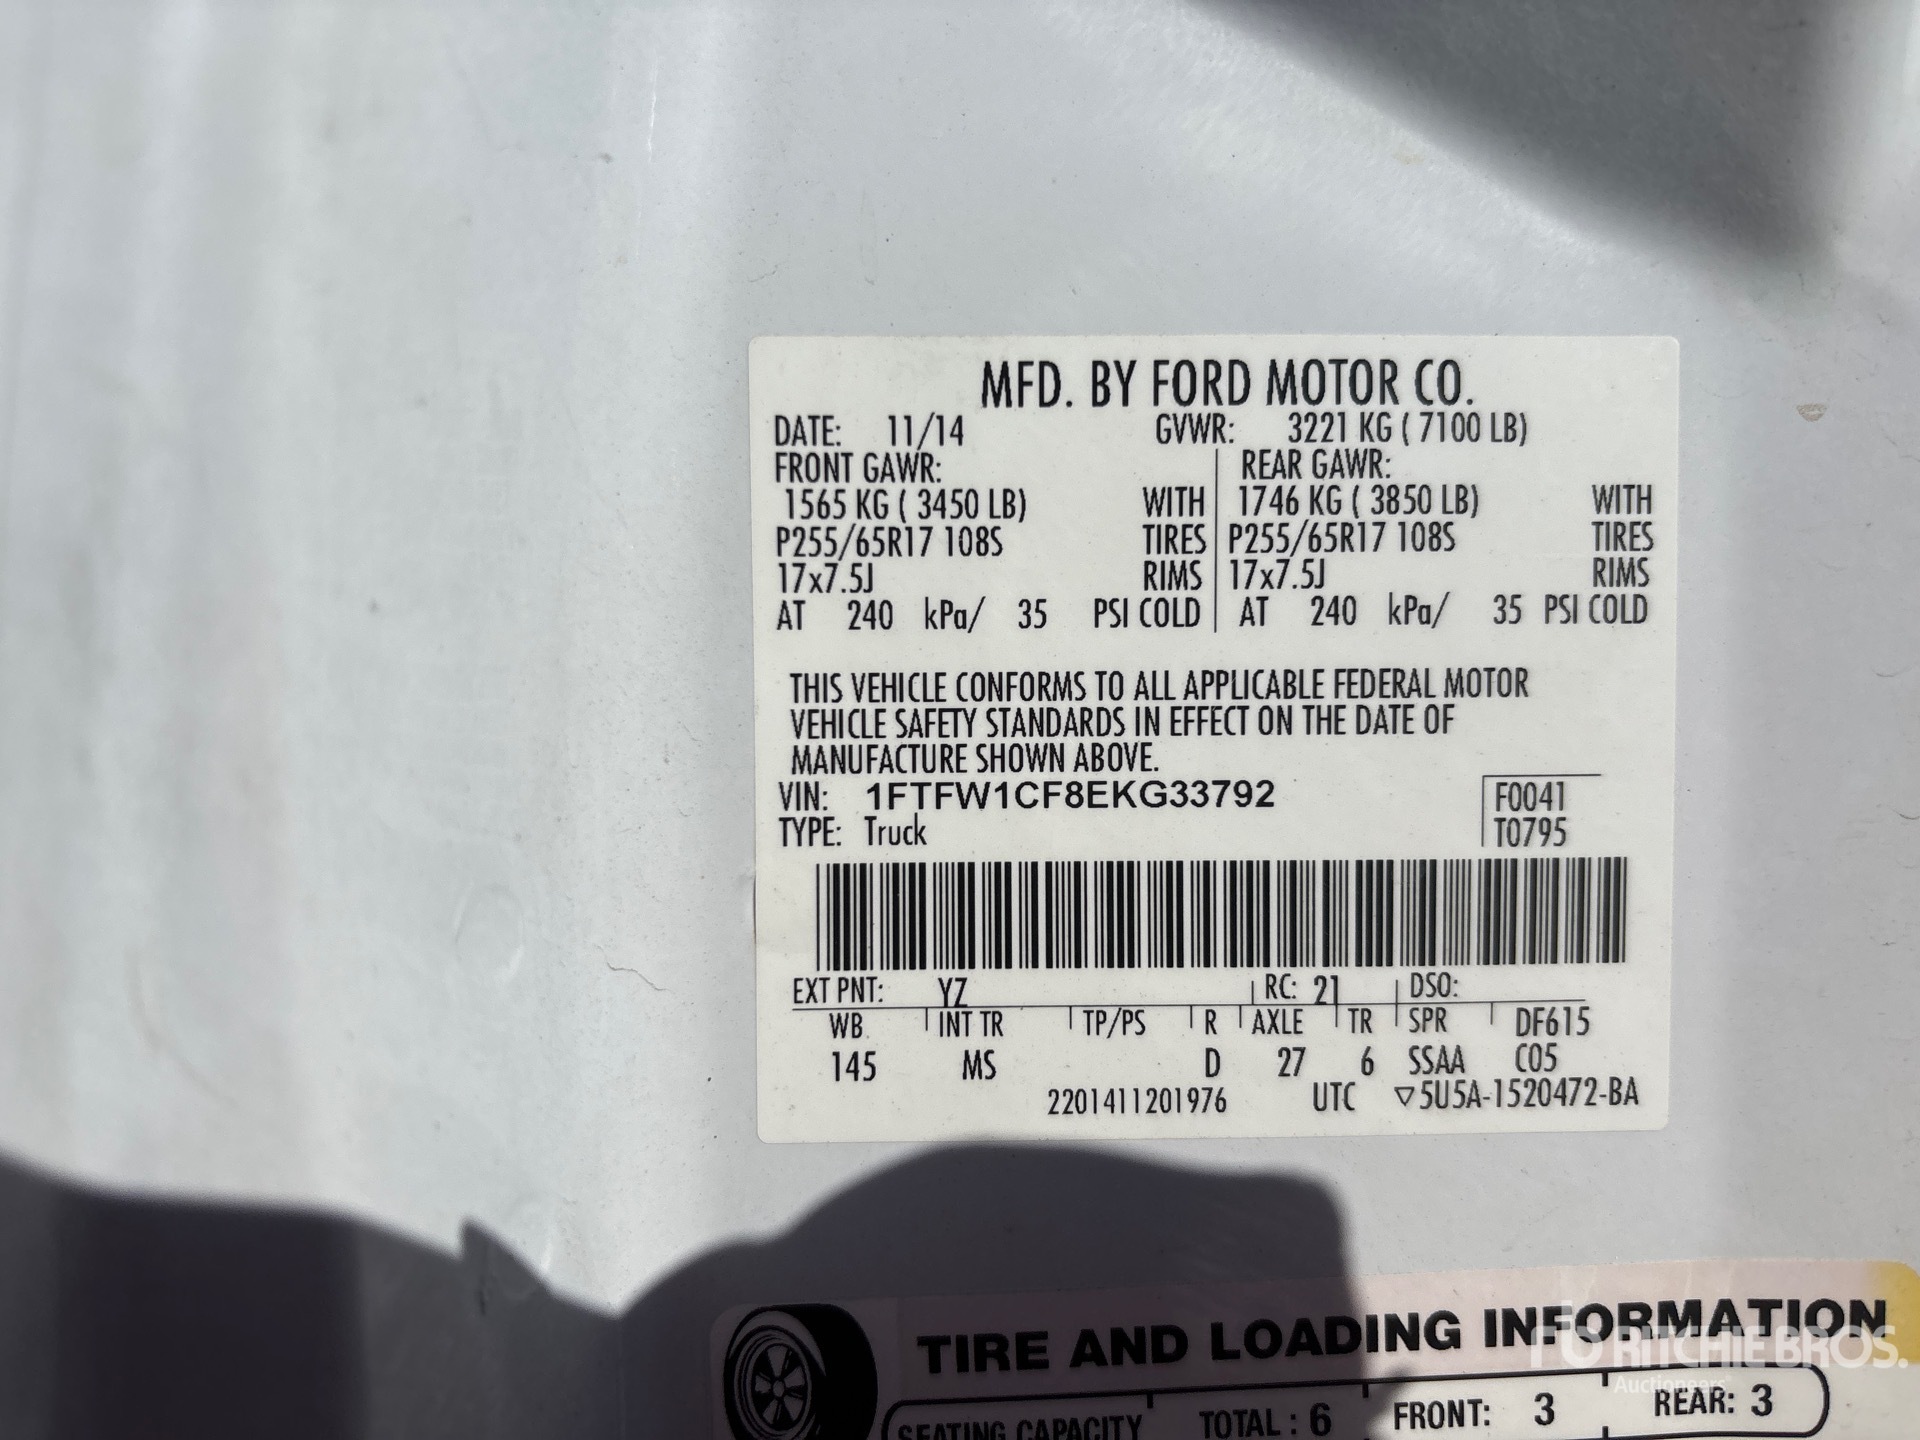 MFD. BY FORD MOTOR CO.
DATE: 11/14 GVWR: 3221 KG ( 7100 LB)
FRONT GAWR: REAR GAWR:
1565 KG ( 3450 LB) WITH 1746 KG ( 3850 LB) WITH
P255/65R17 108S TIRES P255/65R17 108S TIRES
17x7.5J RIMS 17x7.5J RIMS
AT 240 kPa/ 35 PSI COLD AT 240 kPa/ 35 PSI COLD
THIS VEHICLE CONFORMS TO ALL APPLICABLE FEDERAL MOTOR
VEHICLE SAFETY STANDARDS IN EFFECT ON THE DATE OF
MANUFACTURE SHOWN ABOVE.
VIN: 1FTFW1CF8EKG33792 F0041
TYPE: Truck T0795
EXT PNT: YZ RC: 21 DSO:
WB INT TR TP/PS R AXLE TR SPR DF615
145 MS D 27 6 SSAA C05
2201411201976 UTC ▽5U5A-1520472-BA
TIRE AND LOADING INFORMATION
RITCHIE BROS.
Auctioneers
SEATING CAPACITY TOTAL : 6 FRONT: 3 REAR: 3